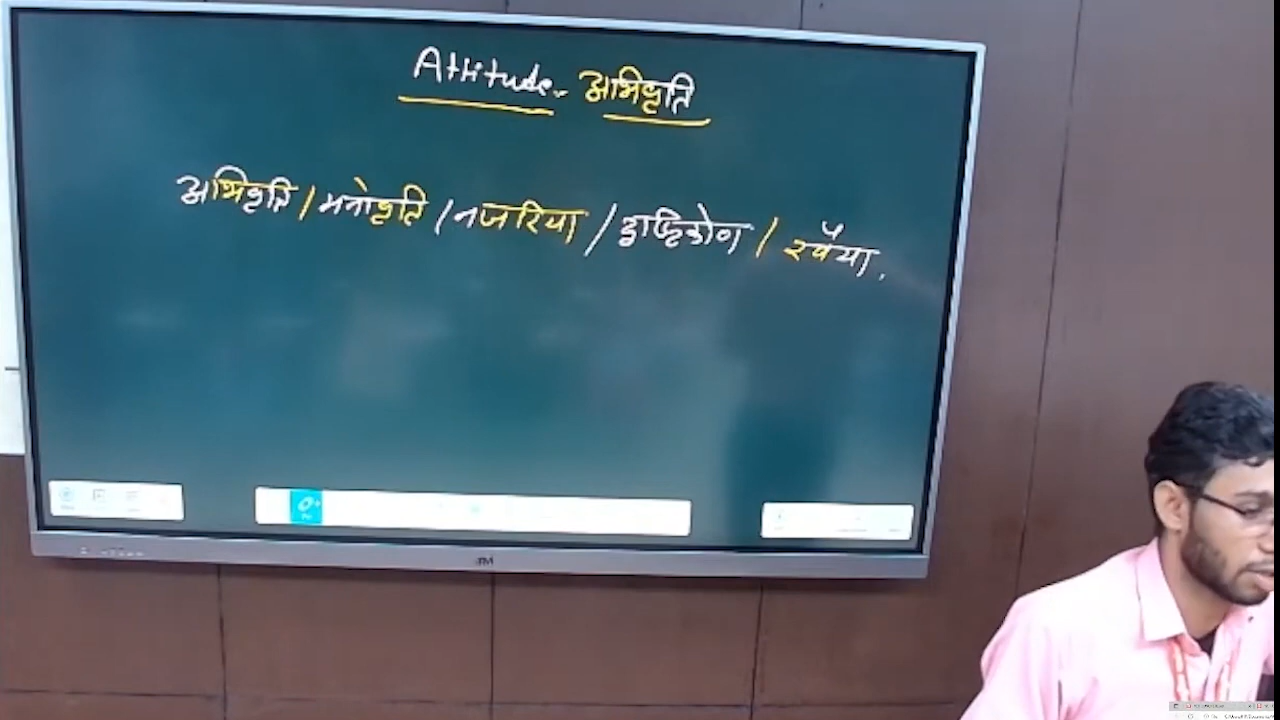 Attitude - अभिवृति
अभिवृति / मनोवृति / नजरिया / दृष्टिकोण / रवैया,